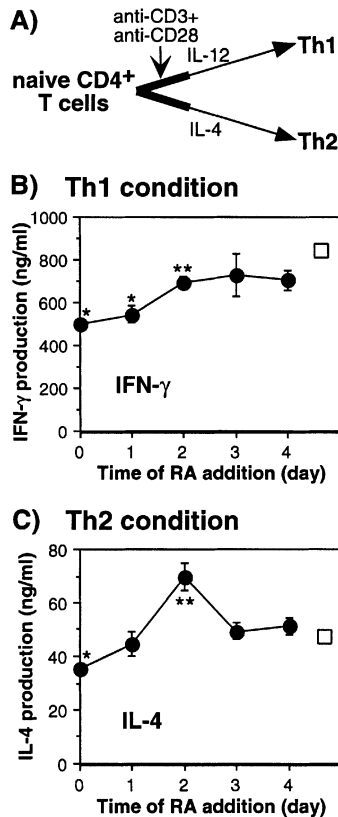 A)
anti-CD3+
anti-CD28
IL-12
Th1
naive CD4+
T cells
IL-4
Th2
B) Th1 condition
IFN-γ production (ng/ml)
1000
800
600
400
200
0
*
*
**
IFN-γ
0 1 2 3 4
Time of RA addition (day)
C) Th2 condition
IL-4 production (ng/ml)
80
60
40
20
0
*
**
IL-4
0 1 2 3 4
Time of RA addition (day)